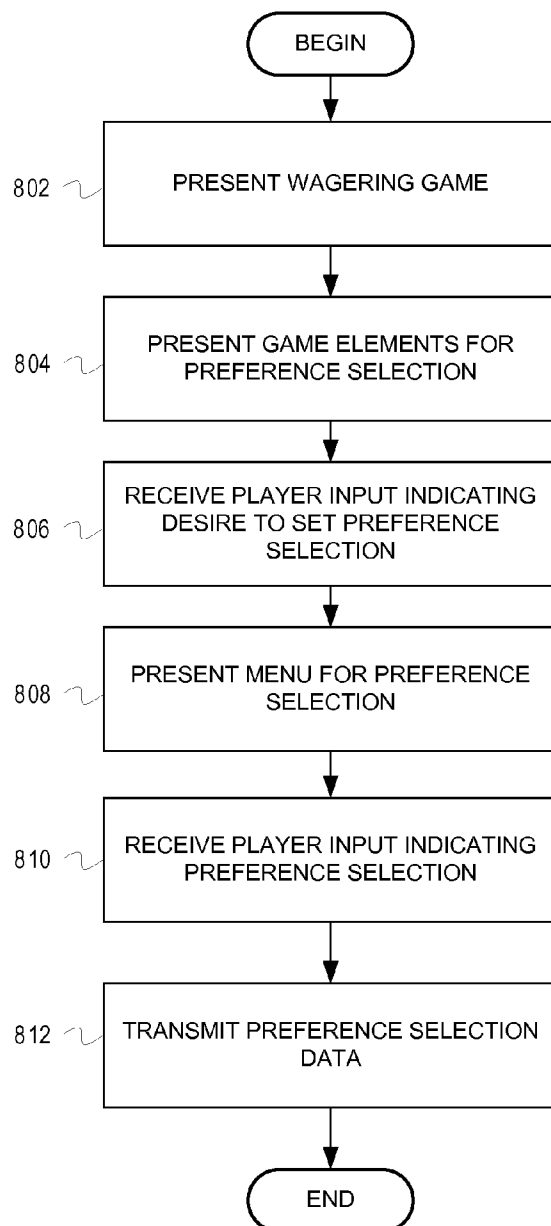 BEGIN
802
PRESENT WAGERING GAME
804
PRESENT GAME ELEMENTS FOR
PREFERENCE SELECTION
806
RECEIVE PLAYER INPUT INDICATING
DESIRE TO SET PREFERENCE
SELECTION
808
PRESENT MENU FOR PREFERENCE
SELECTION
810
RECEIVE PLAYER INPUT INDICATING
PREFERENCE SELECTION
812
TRANSMIT PREFERENCE SELECTION
DATA
END